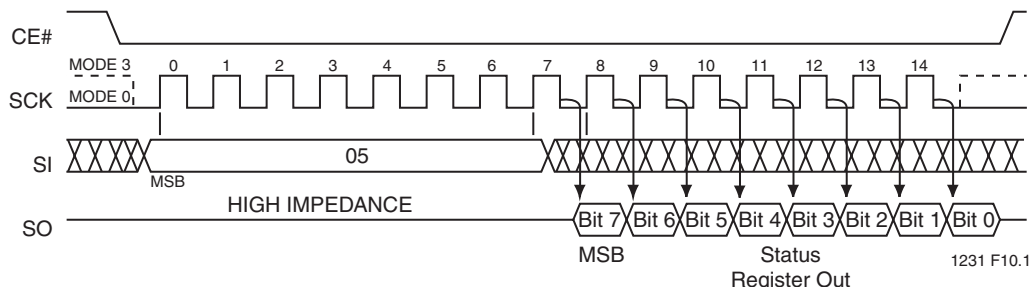 CE#
MODE 3 0 1 2 3 4 5 6 7 8 9 10 11 12 13 14
SCK MODE 0
SI 05
MSB
HIGH IMPEDANCE
SO Bit 7 Bit 6 Bit 5 Bit 4 Bit 3 Bit 2 Bit 1 Bit 0
MSB Status
Register Out
1231 F10.1